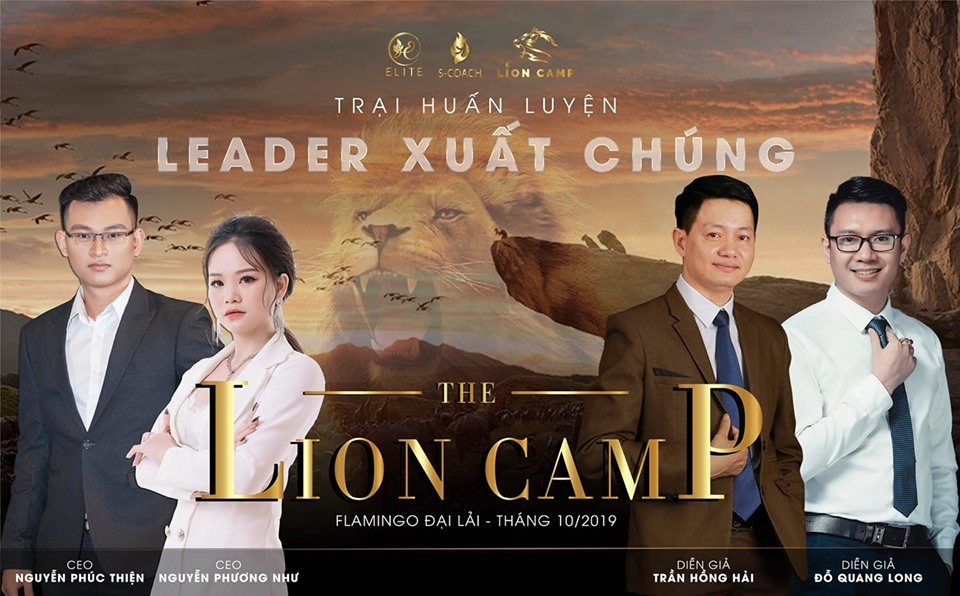 ELITE
S-COACH
LION CAMP
TRẠI HUẤN LUYỆN
LEADER XUẤT CHÚNG
THE
LION CAMP
FLAMINGO ĐẠI LẢI - THÁNG 10/2019
CEO
NGUYỄN PHÚC THIỆN
CEO
NGUYỄN PHƯƠNG NHƯ
DIỄN GIẢ
TRẦN HỒNG HẢI
DIỄN GIẢ
ĐỖ QUANG LONG